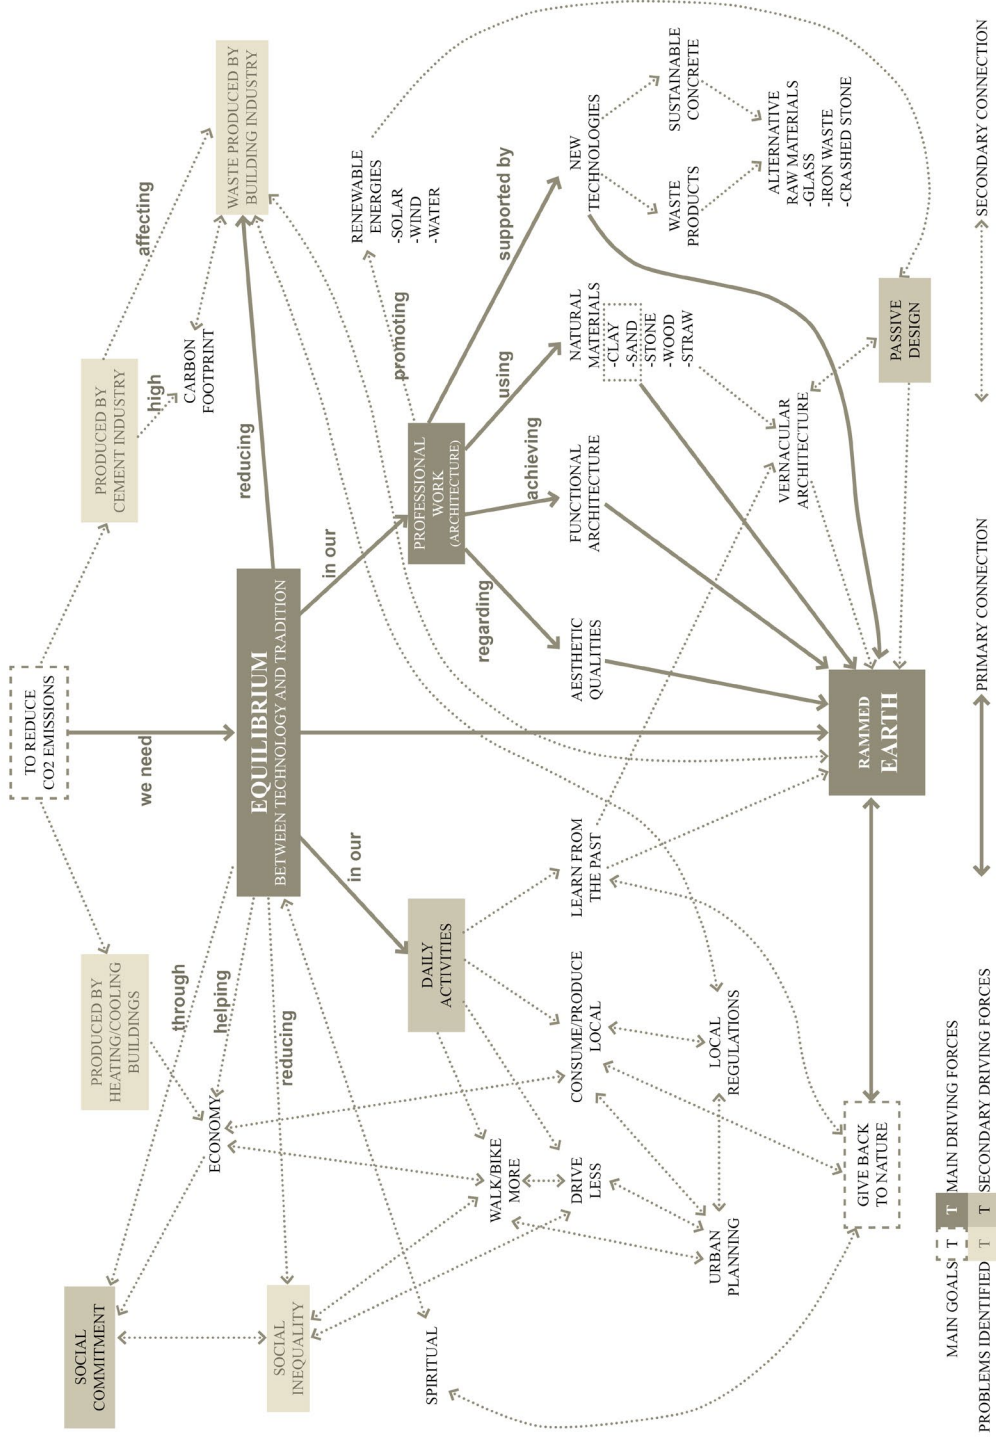 TO REDUCE
CO2 EMISSIONS
PRODUCED BY
HEATING/COOLING
BUILDINGS
we need
PRODUCED BY
CEMENT INDUSTRY
affecting
high
SOCIAL
COMMITMENT
through
helping
ECONOMY
reducing
EQUILIBRIUM
BETWEEN TECHNOLOGY AND TRADITION
reducing
CARBON
FOOTPRINT
WASTE PRODUCED BY
BUILDING INDUSTRY
SOCIAL
INEQUALITY
in our
in our
promoting
RENEWABLE
ENERGIES
-SOLAR
-WIND
-WATER
SPIRITUAL
DAILY
ACTIVITIES
PROFESSIONAL
WORK
(ARCHITECTURE)
regarding
achieving
using
supported by
WALK/BIKE
MORE
DRIVE
LESS
CONSUME/PRODUCE
LOCAL
LEARN FROM
THE PAST
AESTHETIC
QUALITIES
FUNCTIONAL
ARCHITECTURE
NATURAL
MATERIALS
-CLAY
-SAND
-STONE
-WOOD
-STRAW
NEW
TECHNOLOGIES
WASTE
PRODUCTS
SUSTAINABLE
CONCRETE
URBAN
PLANNING
LOCAL
REGULATIONS
VERNACULAR
ARCHITECTURE
ALTERNATIVE
RAW MATERIALS
-GLASS
-IRON WASTE
-CRASHED STONE
GIVE BACK
TO NATURE
RAMMED
EARTH
PASSIVE
DESIGN
MAIN GOALS T T MAIN DRIVING FORCES
PROBLEMS IDENTIFIED T T SECONDARY DRIVING FORCES
PRIMARY CONNECTION
SECONDARY CONNECTION